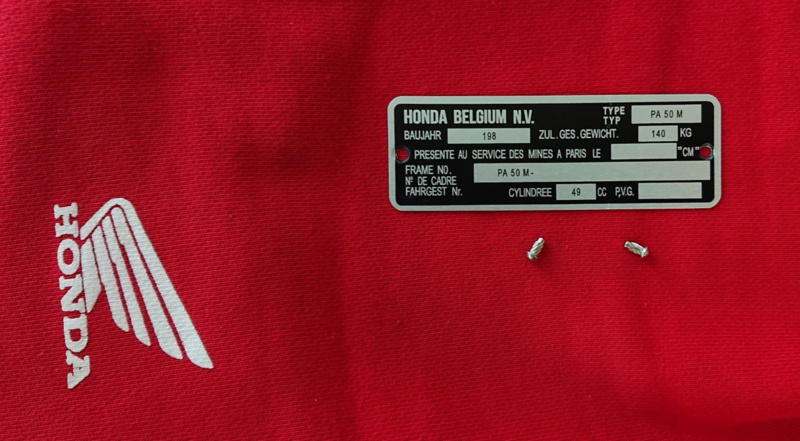 HONDA
HONDA BELGIUM N.V. TYPE TYP PA 50 M
BAUJAHR 198 ZUL.GES.GEWICHT. 140 KG
PRESENTE AU SERVICE DES MINES A PARIS LE "CM"
FRAME NO.
N° DE CADRE PA 50 M-
FAHRGEST Nr. CYLINDREE 49 CC P.V.G.